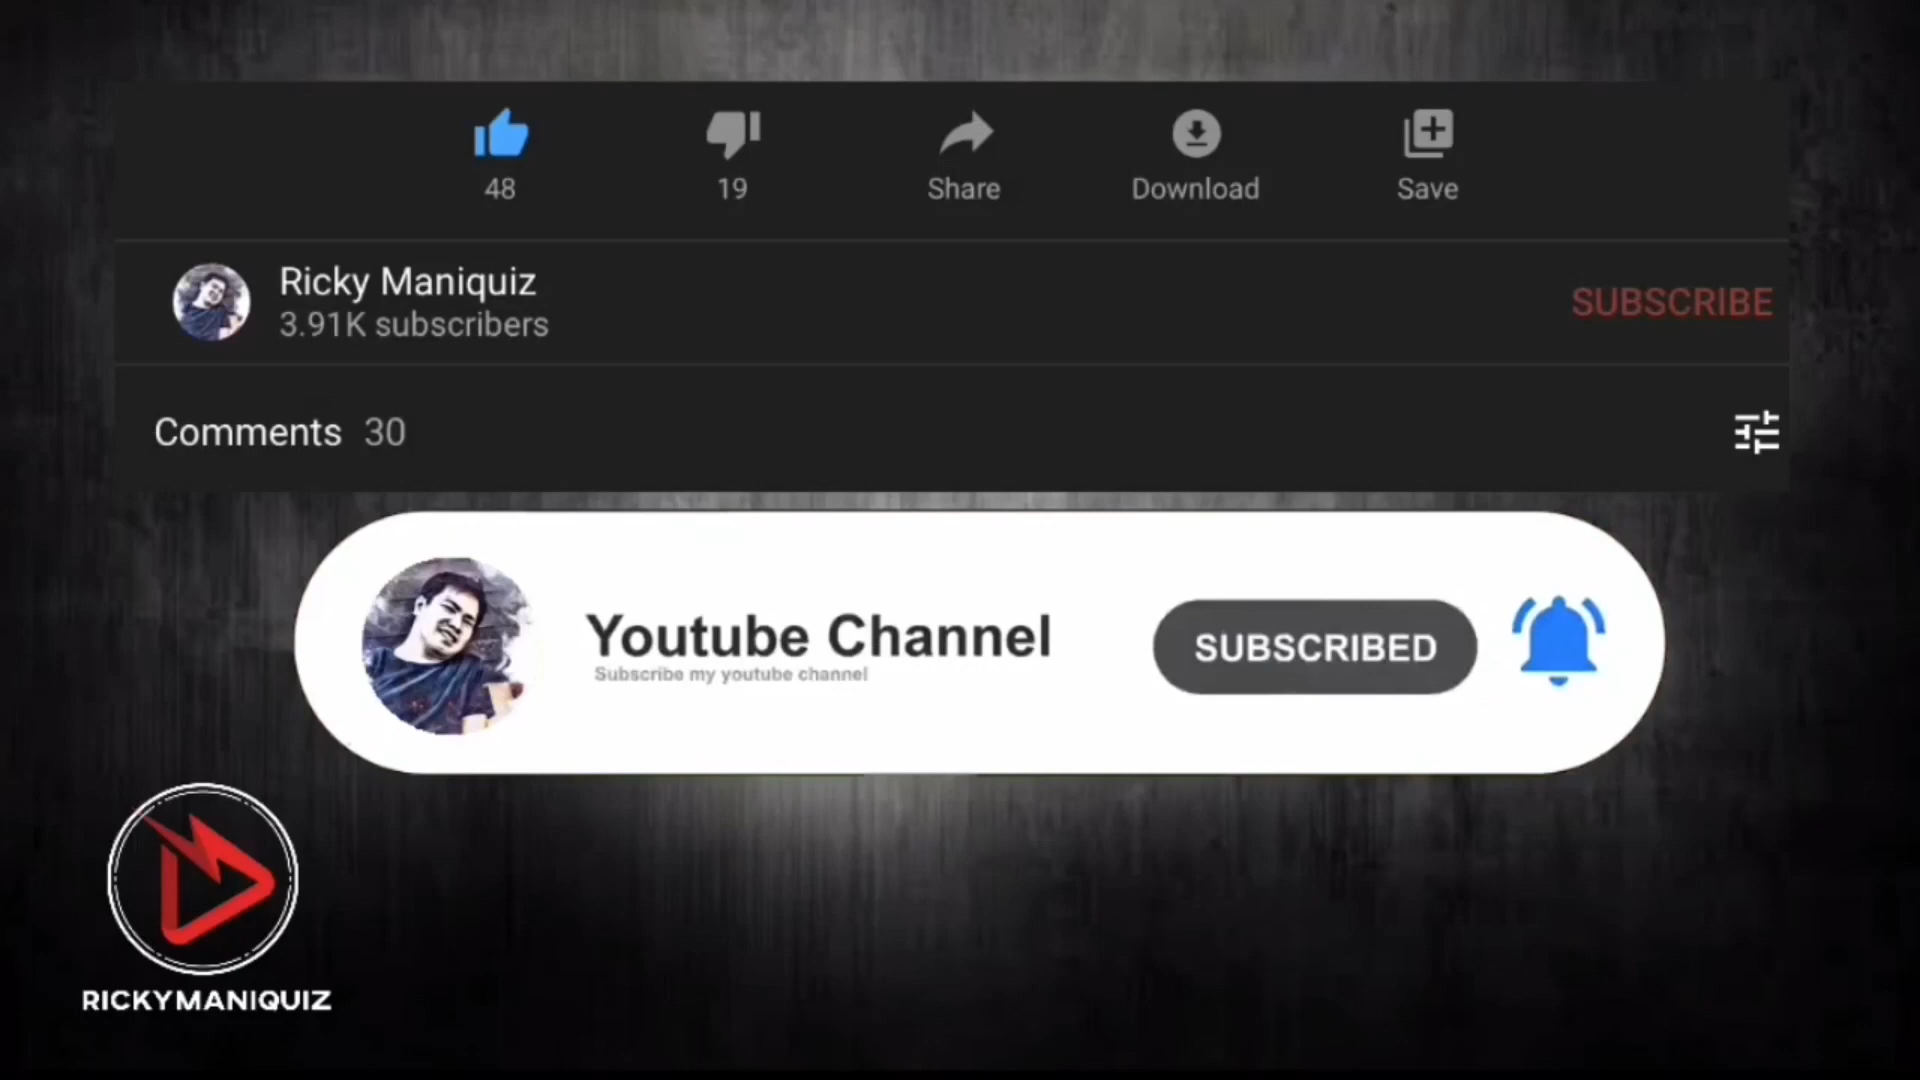 48 19 Share Download Save
Ricky Maniquiz
3.91K subscribers
SUBSCRIBE
Comments 30
Youtube Channel
Subscribe my youtube channel
SUBSCRIBED
RICKYMANIQUIZ